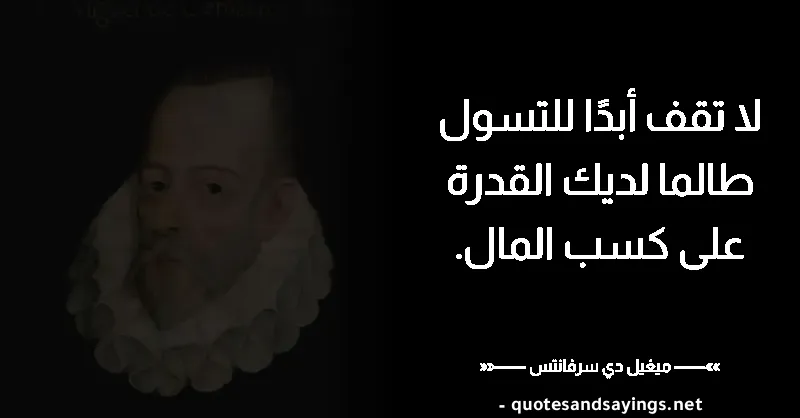 لا تقف أبدًا للتسول
طالما لديك القدرة
على كسب المال.
»——— ميغيل دي سرفانتس ———«
- quotesandsayings.net